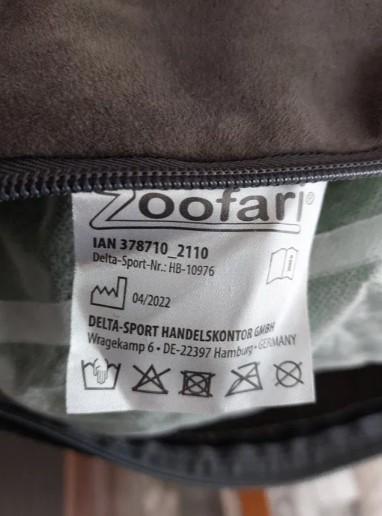 Zoofari®
IAN 378710_2110
Delta-Sport-Nr.: HB-10976
04/2022
DELTA-SPORT HANDELSKONTOR GMBH
Wragekamp 6 • DE-22397 Hamburg • GERMANY